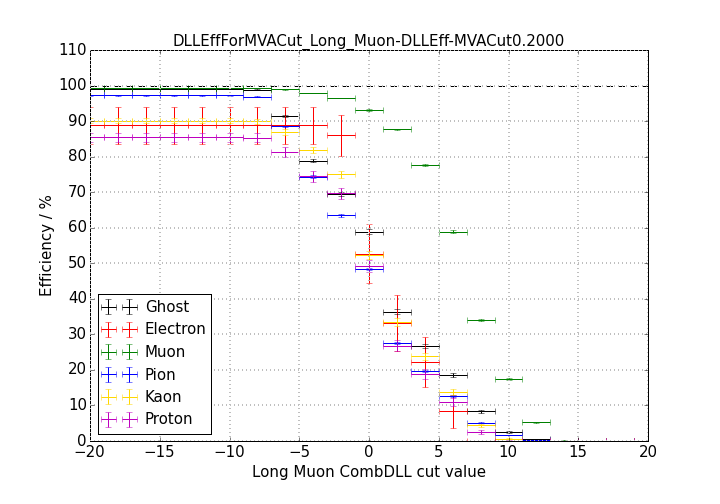 DLLEffForMVACut_Long_Muon-DLLEff-MVACut0.2000
110
100
90
80
70
60
50
40
30
20
10
0
Efficiency / %
Ghost
Electron
Muon
Pion
Kaon
Proton
−20 −15 −10 −5 0 5 10 15 20
Long Muon CombDLL cut value